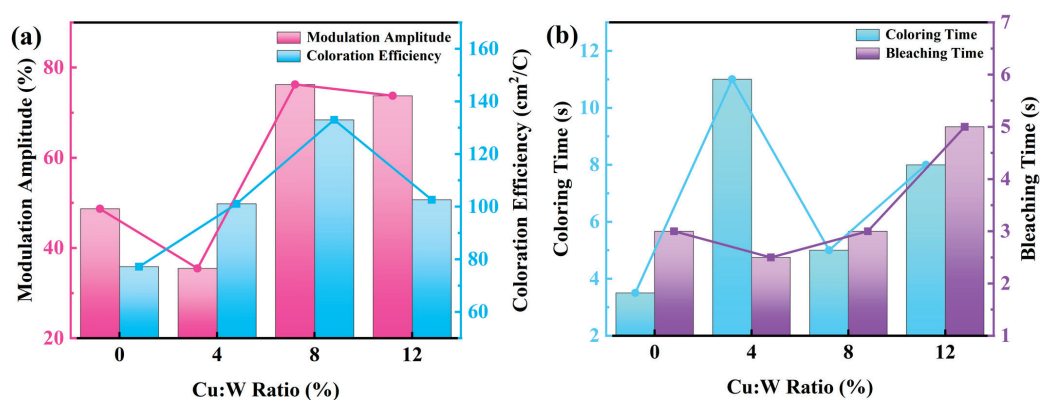 (a)
Modulation Amplitude
Coloration Efficiency
Modulation Amplitude (%)
80
60
40
20
Coloration Efficiency (cm²/C)
160
140
120
100
80
60
0 4 8 12
Cu:W Ratio (%)
(b)
Coloring Time
Bleaching Time
Coloring Time (s)
12
10
8
6
4
2
Bleaching Time (s)
7
6
5
4
3
2
1
0 4 8 12
Cu:W Ratio (%)